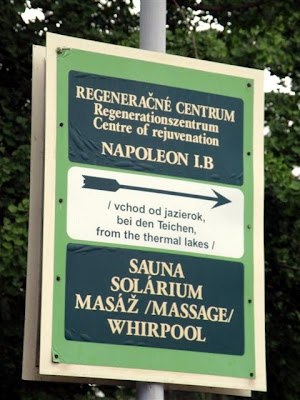 REGENERAČNÉ CENTRUM
Regenerationszentrum
Centre of rejuvenation
NAPOLEON I.B
/ vchod od jazierok,
bei den Teichen,
from the thermal lakes /
SAUNA
SOLÁRIUM
MASÁŽ /MASSAGE/
WHIRPOOL